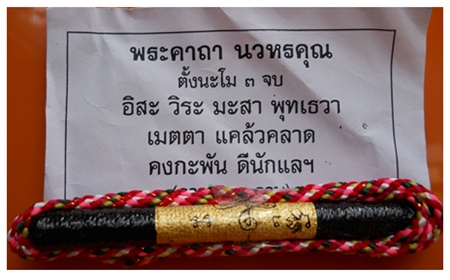 พระคาถา นวหรคุณ
ตั้งนะโม ๓ จบ
อิสะ วิระ มะสา พุทเธวา
เมตตา แคล้วคลาด
คงกะพัน ดีนักแลฯ